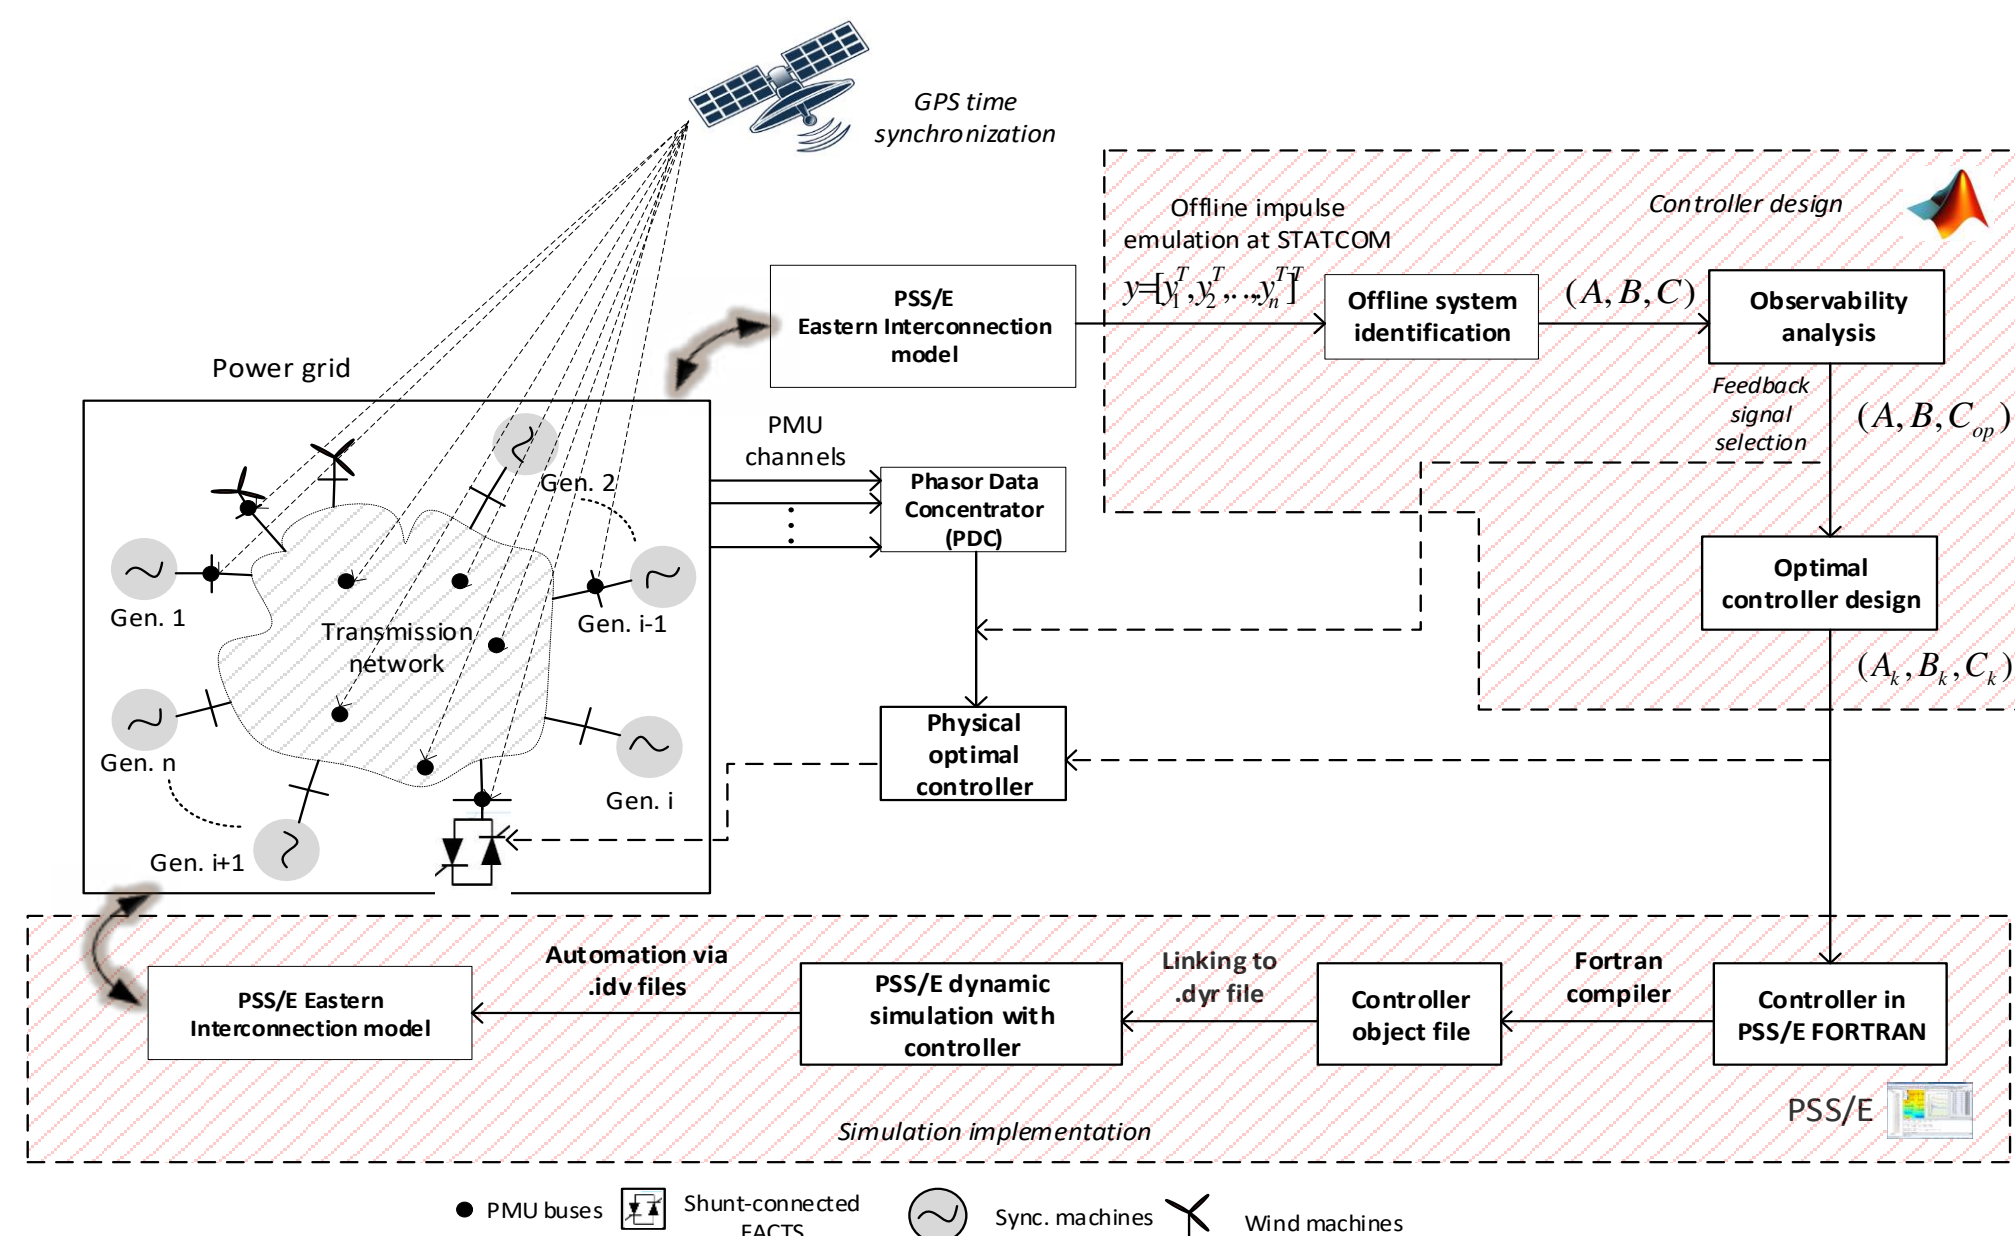 GPS time
synchronization
Controller design
Offline impulse
emulation at STATCOM
y=[y_1^T,y_2^T,...,y_n^T]^T
PSS/E
Eastern Interconnection
model
Offline system
identification
(A, B, C)
Observability
analysis
Feedback
signal
selection
(A, B, C_op)
Power grid
PMU
channels
Phasor Data
Concentrator
(PDC)
Gen. 2
Gen. 1
Gen. i-1
Transmission
network
Optimal
controller design
(A_k, B_k, C_k)
Physical
optimal
controller
Gen. n
Gen. i
Gen. i+1
Automation via
.idv files
Linking to
.dyr file
Fortran
compiler
PSS/E Eastern
Interconnection model
PSS/E dynamic
simulation with
controller
Controller
object file
Controller in
PSS/E FORTRAN
PSS/E
Simulation implementation
PMU buses
Shunt-connected
FACTS
Sync. machines
Wind machines